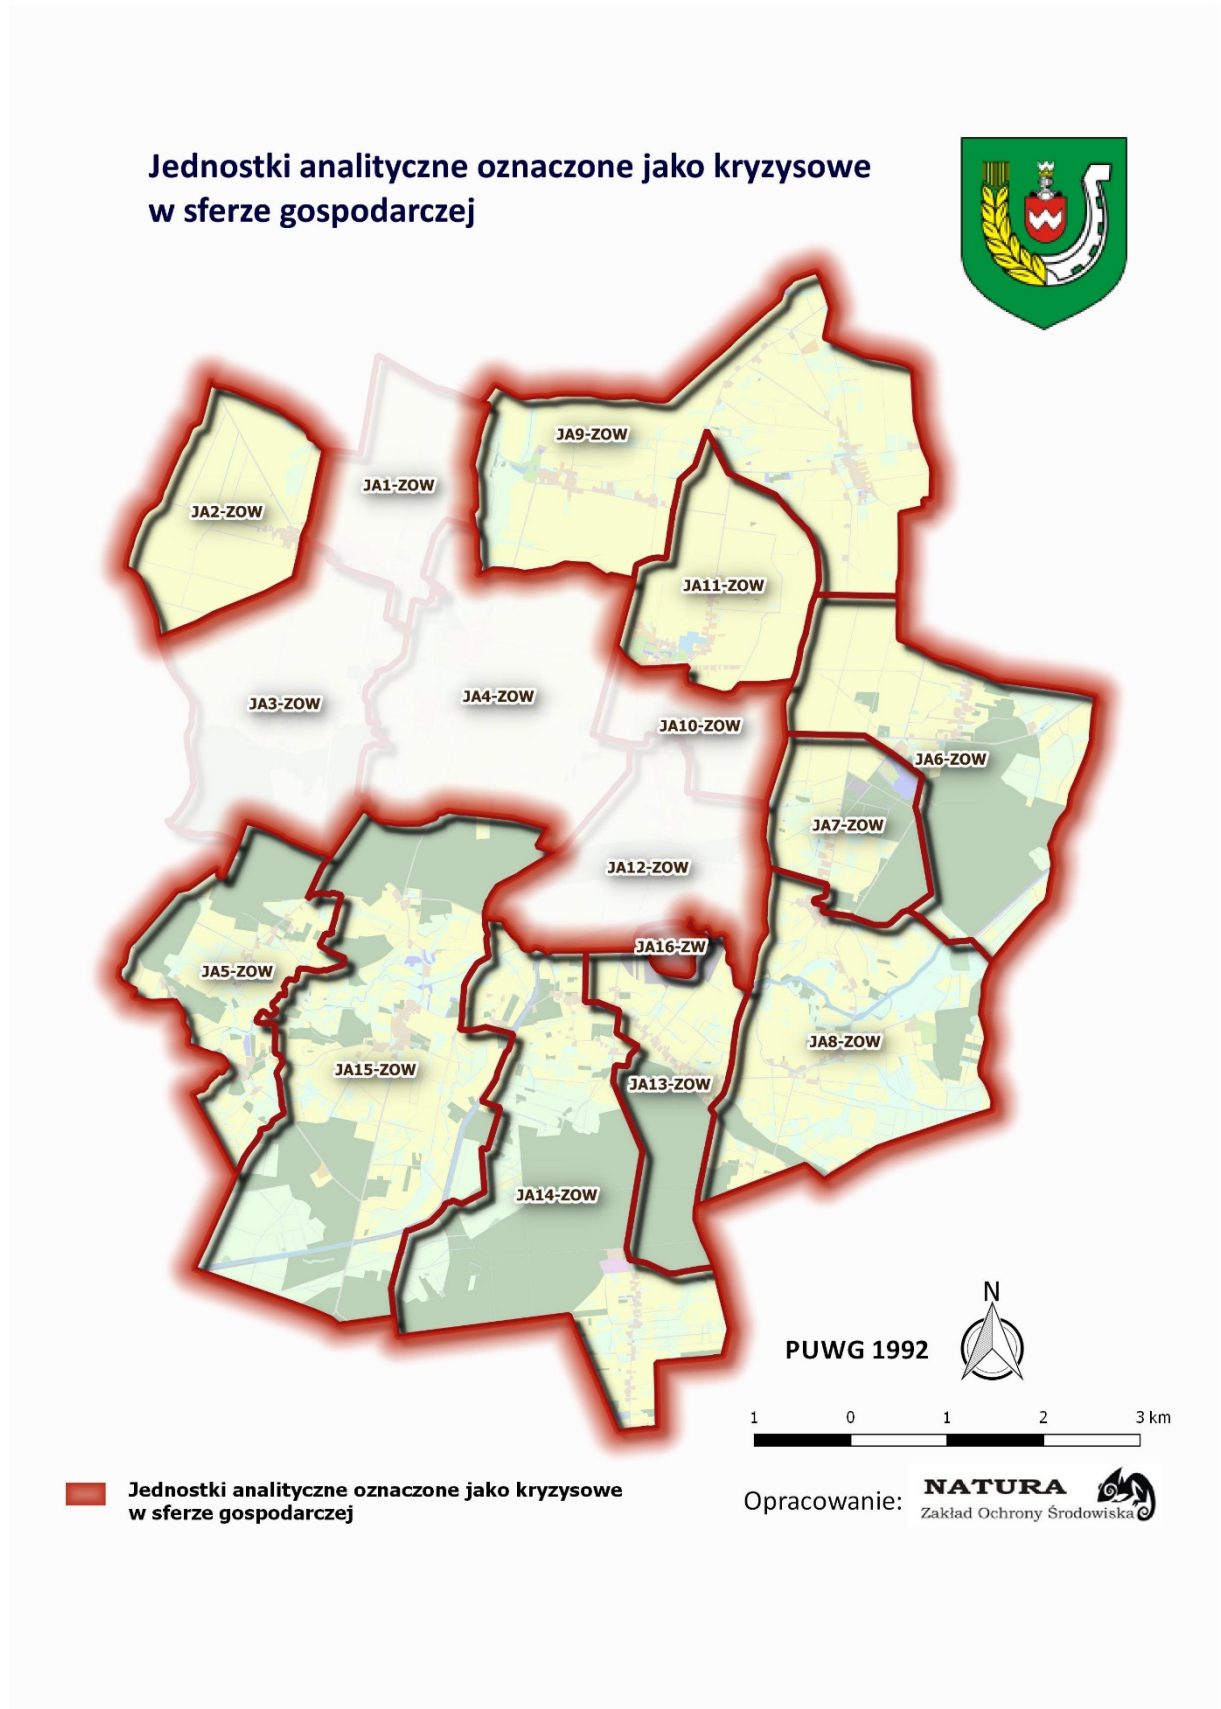 Jednostki analityczne oznaczone jako kryzysowe
w sferze gospodarczej
JA9-ZOW
JA1-ZOW
JA2-ZOW
JA11-ZOW
JA4-ZOW
JA3-ZOW
JA10-ZOW
JA6-ZOW
JA7-ZOW
JA12-ZOW
JA16-ZW
JA5-ZOW
JA8-ZOW
JA15-ZOW
JA13-ZOW
JA14-ZOW
N
PUWG 1992
1 0 1 2 3 km
Jednostki analityczne oznaczone jako kryzysowe
w sferze gospodarczej
Opracowanie:
NATURA
Zakład Ochrony Środowiska